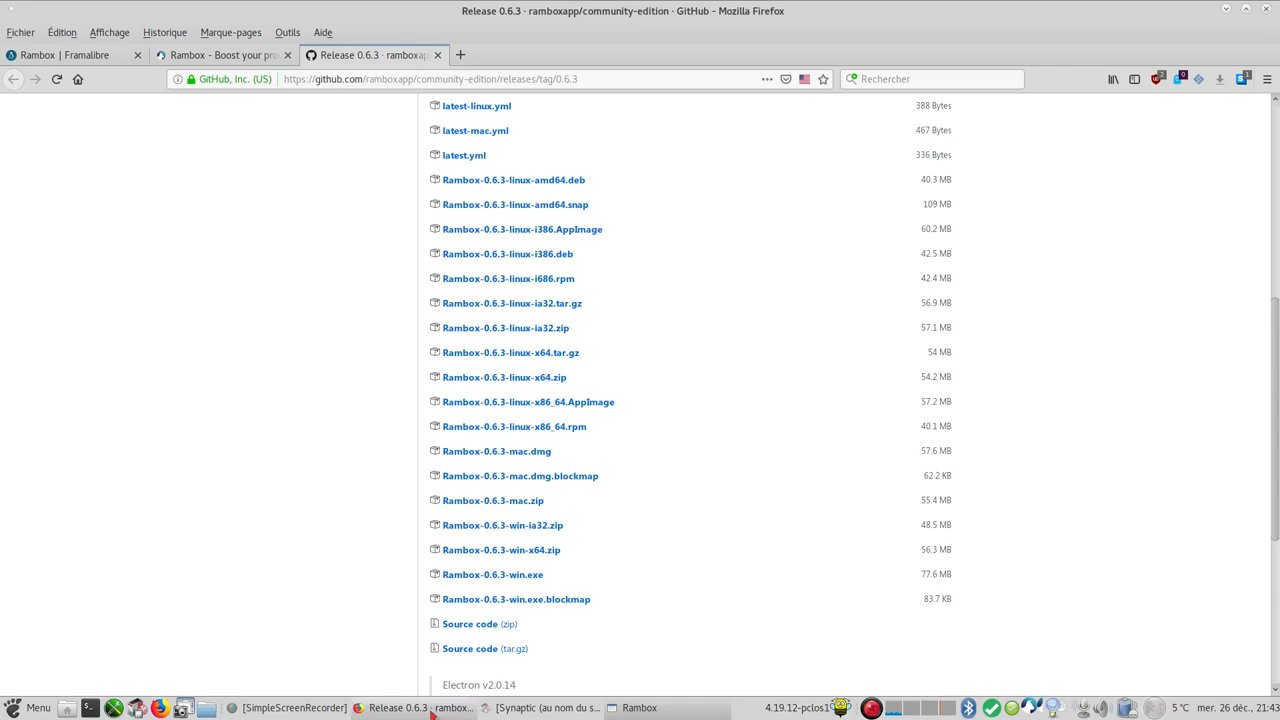 Release 0.6.3 · ramboxapp/community-edition · GitHub - Mozilla Firefox
Fichier Édition Affichage Historique Marque-pages Outils Aide
Rambox | Framalibre
Rambox - Boost your pro
Release 0.6.3 · ramboxapp
GitHub, Inc. (US) https://github.com/ramboxapp/community-edition/releases/tag/0.6.3 Rechercher 2 0 1
latest-linux.yml 388 Bytes
latest-mac.yml 467 Bytes
latest.yml 336 Bytes
Rambox-0.6.3-linux-amd64.deb 40.3 MB
Rambox-0.6.3-linux-amd64.snap 109 MB
Rambox-0.6.3-linux-i386.AppImage 60.2 MB
Rambox-0.6.3-linux-i386.deb 42.5 MB
Rambox-0.6.3-linux-i686.rpm 42.4 MB
Rambox-0.6.3-linux-ia32.tar.gz 56.9 MB
Rambox-0.6.3-linux-ia32.zip 57.1 MB
Rambox-0.6.3-linux-x64.tar.gz 54 MB
Rambox-0.6.3-linux-x64.zip 54.2 MB
Rambox-0.6.3-linux-x86_64.AppImage 57.2 MB
Rambox-0.6.3-linux-x86_64.rpm 40.1 MB
Rambox-0.6.3-mac.dmg 57.6 MB
Rambox-0.6.3-mac.dmg.blockmap 62.2 KB
Rambox-0.6.3-mac.zip 55.4 MB
Rambox-0.6.3-win-ia32.zip 48.5 MB
Rambox-0.6.3-win-x64.zip 56.3 MB
Rambox-0.6.3-win.exe 77.6 MB
Rambox-0.6.3-win.exe.blockmap 83.7 KB
Source code (zip)
Source code (tar.gz)
Electron v2.0.14
Menu [SimpleScreenRecorder] Release 0.6.3 · rambox... [Synaptic (au nom du s... Rambox 4.19.12-pclos1 5 °C mer. 26 déc., 21:43